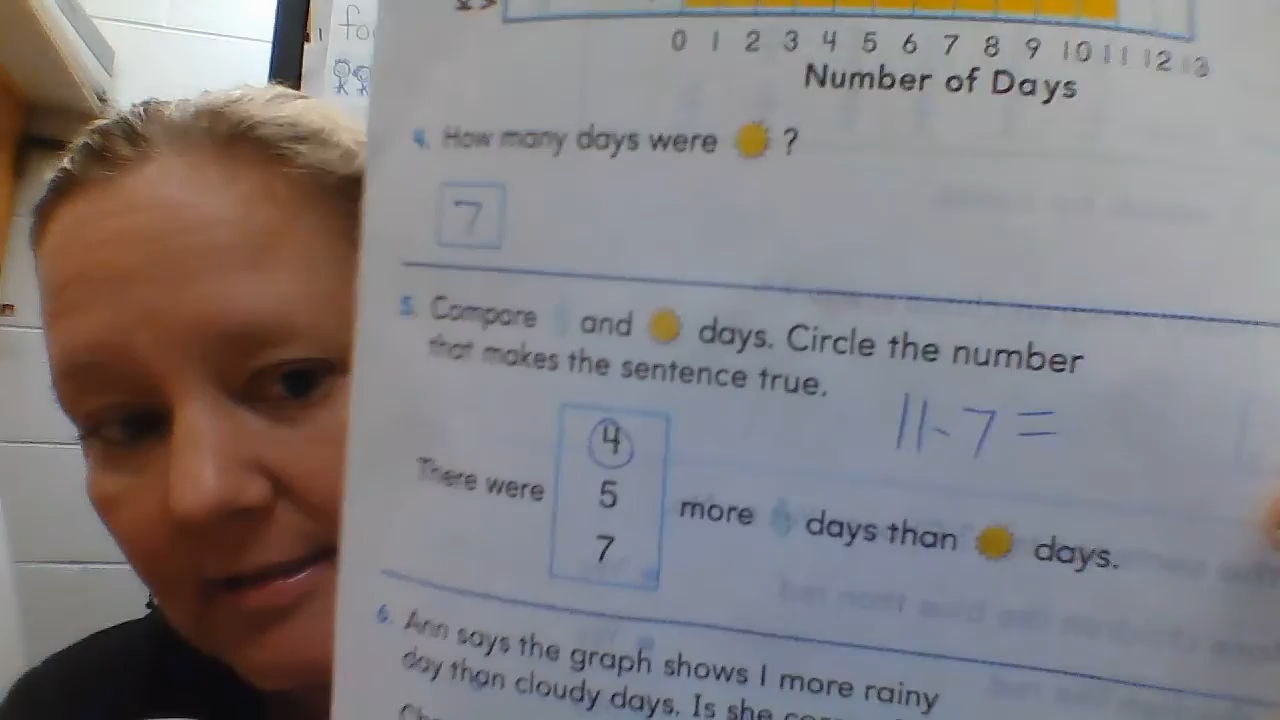 fo
0 1 2 3 4 5 6 7 8 9 10 11 12 13
Number of Days
4. How many days were ?
7
5. Compare and days. Circle the number
that makes the sentence true.
11-7=
4
There were 5 more days than days.
7
6. Ann says the graph shows 1 more rainy
day than cloudy days. Is she